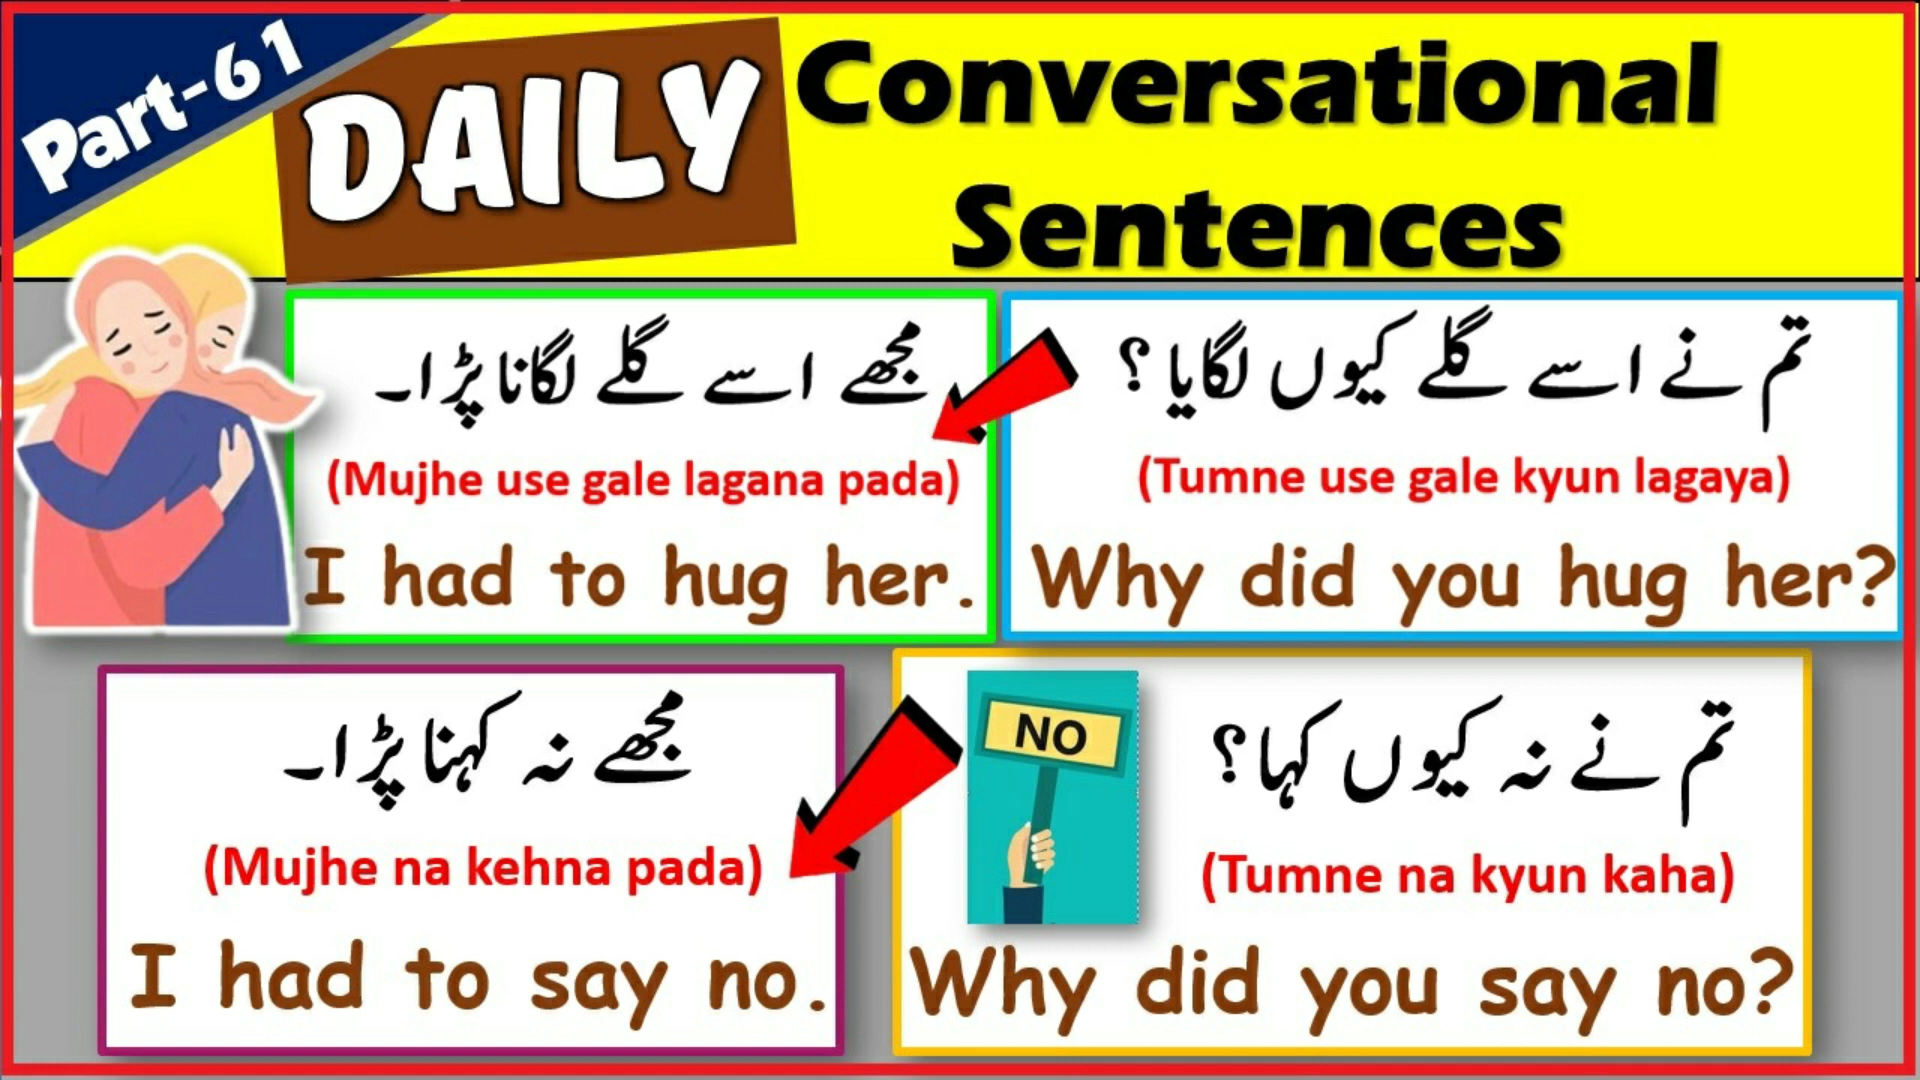 Part-61
DAILY
Conversational
Sentences
تم نے اسے گلے کیوں لگایا ؟
(Tumne use gale kyun lagaya)
Why did you hug her?
مجھے اسے گلے لگانا پڑا۔
(Mujhe use gale lagana pada)
I had to hug her.
NO
تم نے نہ کیوں کہا؟
(Tumne na kyun kaha)
Why did you say no?
مجھے نہ کہنا پڑا۔
(Mujhe na kehna pada)
I had to say no.